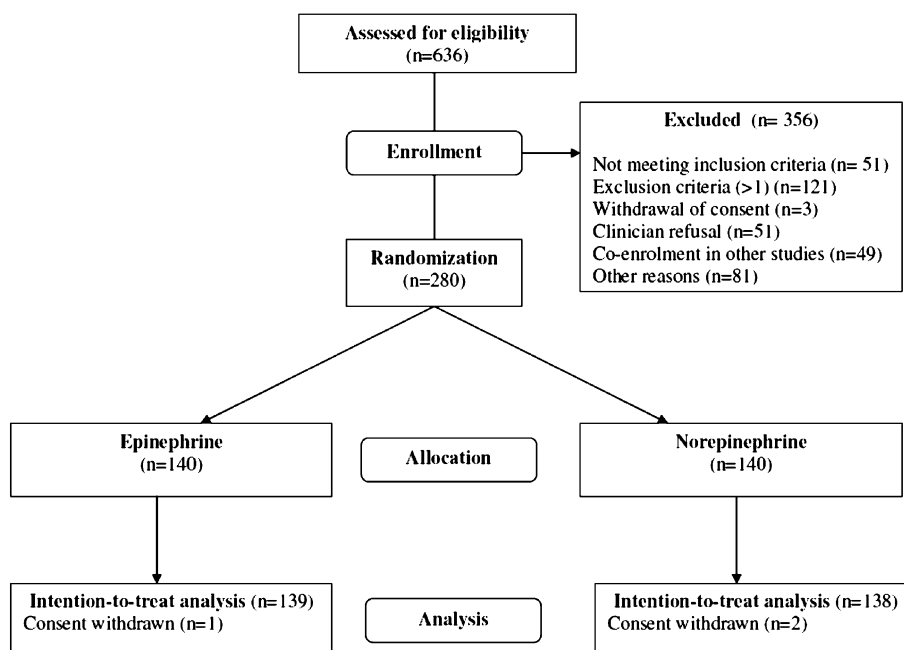 Assessed for eligibility
(n=636)
Enrollment
Excluded (n= 356)
Not meeting inclusion criteria (n= 51)
Exclusion criteria (>1) (n=121)
Withdrawal of consent (n=3)
Clinician refusal (n=51)
Co-enrolment in other studies (n=49)
Other reasons (n=81)
Randomization
(n=280)
Epinephrine
(n=140)
Allocation
Norepinephrine
(n=140)
Intention-to-treat analysis (n=139)
Consent withdrawn (n=1)
Analysis
Intention-to-treat analysis (n=138)
Consent withdrawn (n=2)